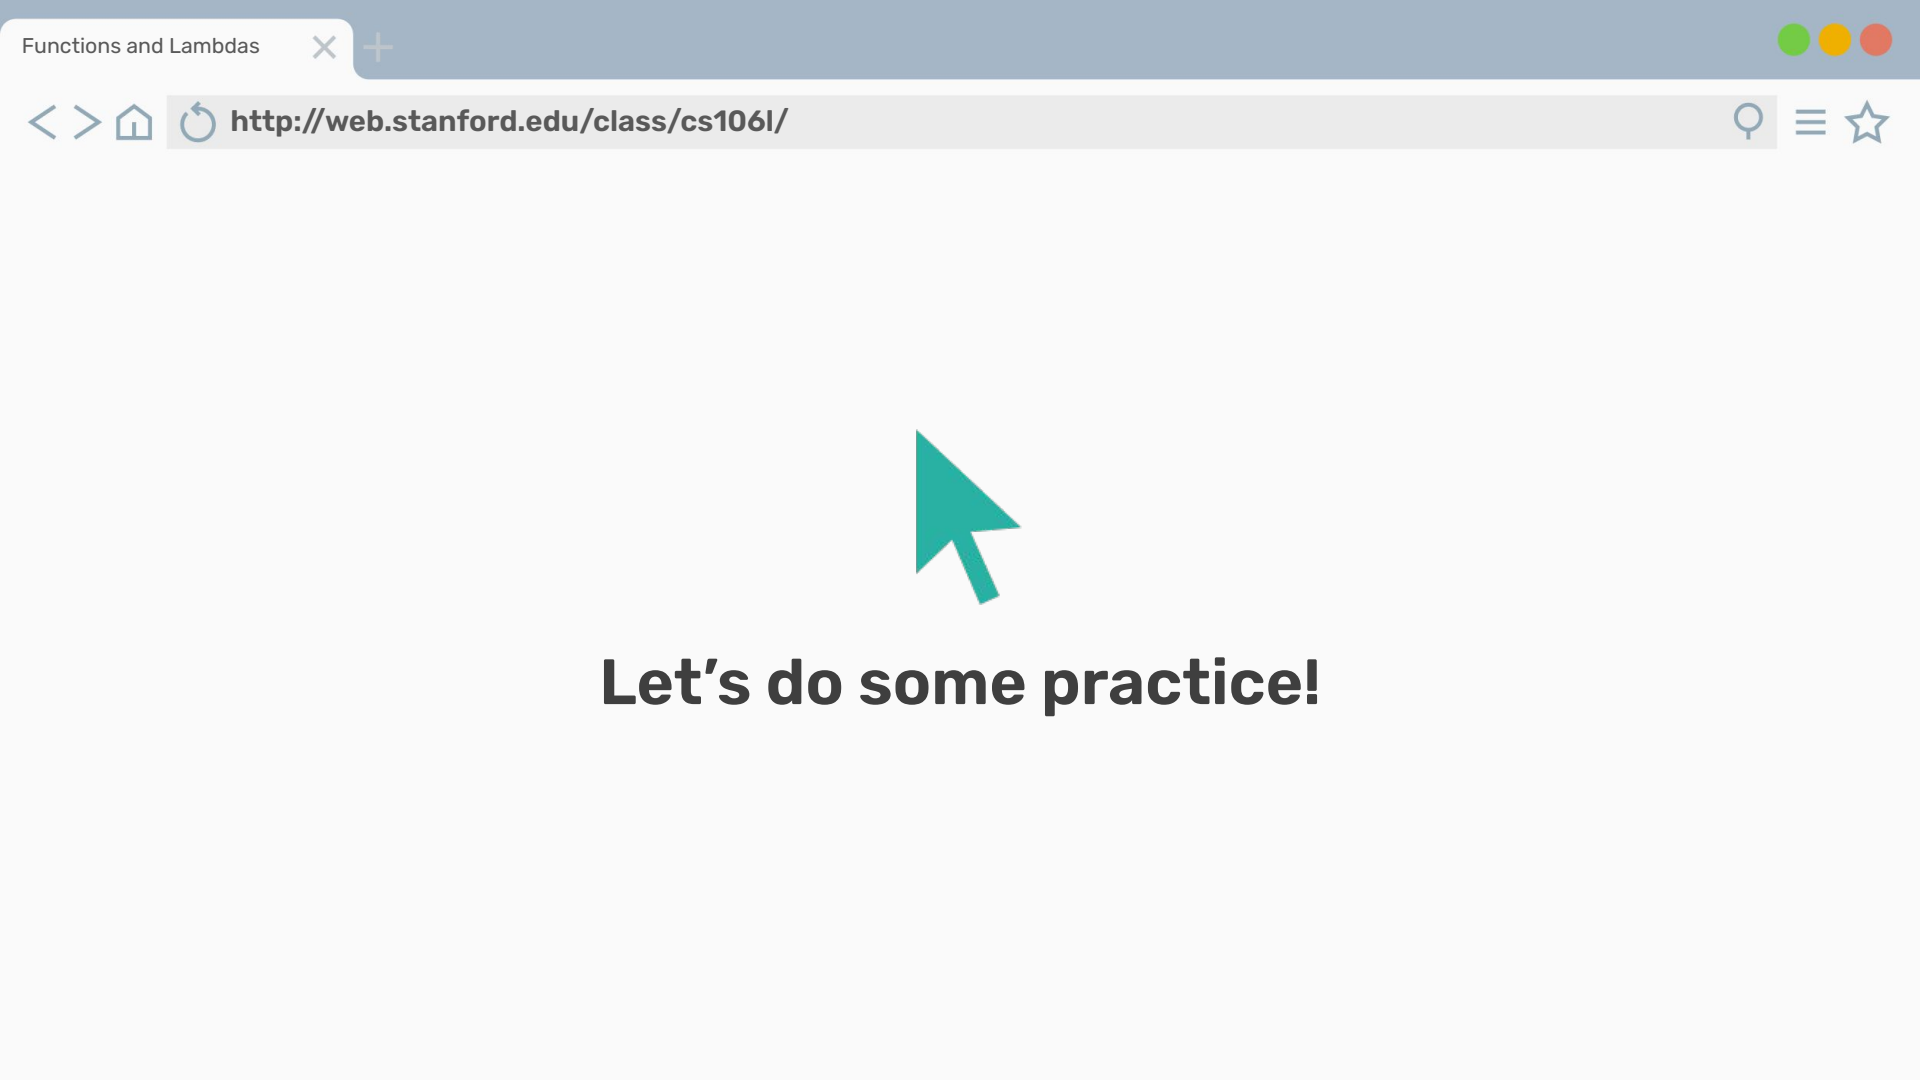 Functions and Lambdas
http://web.stanford.edu/class/cs106l/
Let’s do some practice!